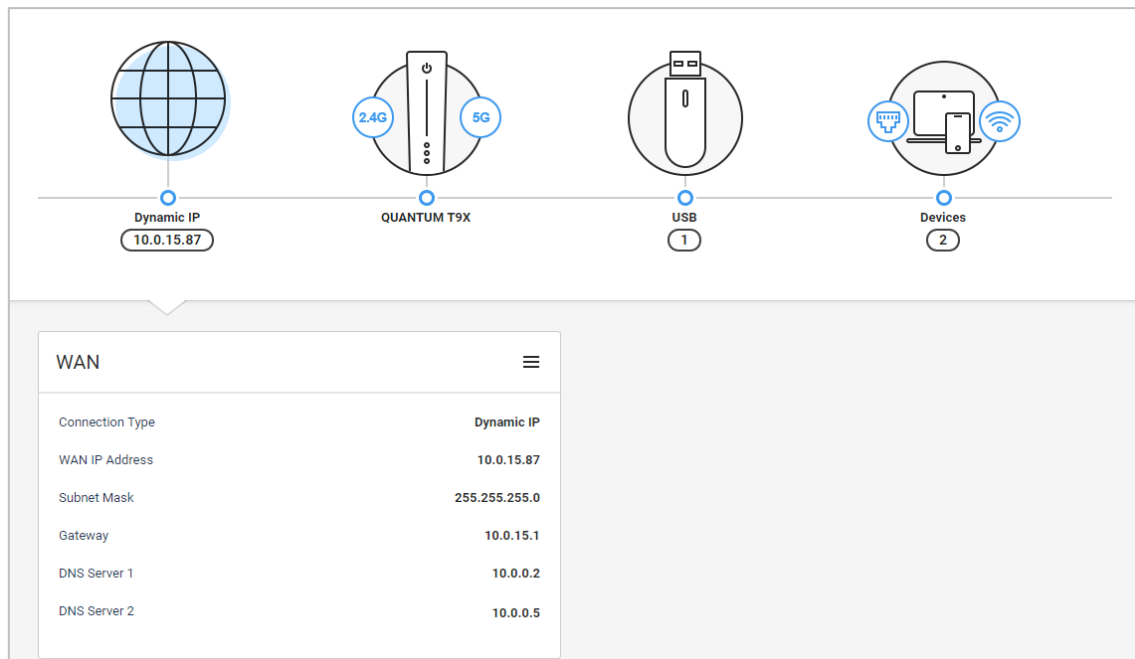 2.4G
5G
Dynamic IP
10.0.15.87
QUANTUM T9X
USB
1
Devices
2
WAN
Connection Type Dynamic IP
WAN IP Address 10.0.15.87
Subnet Mask 255.255.255.0
Gateway 10.0.15.1
DNS Server 1 10.0.0.2
DNS Server 2 10.0.0.5